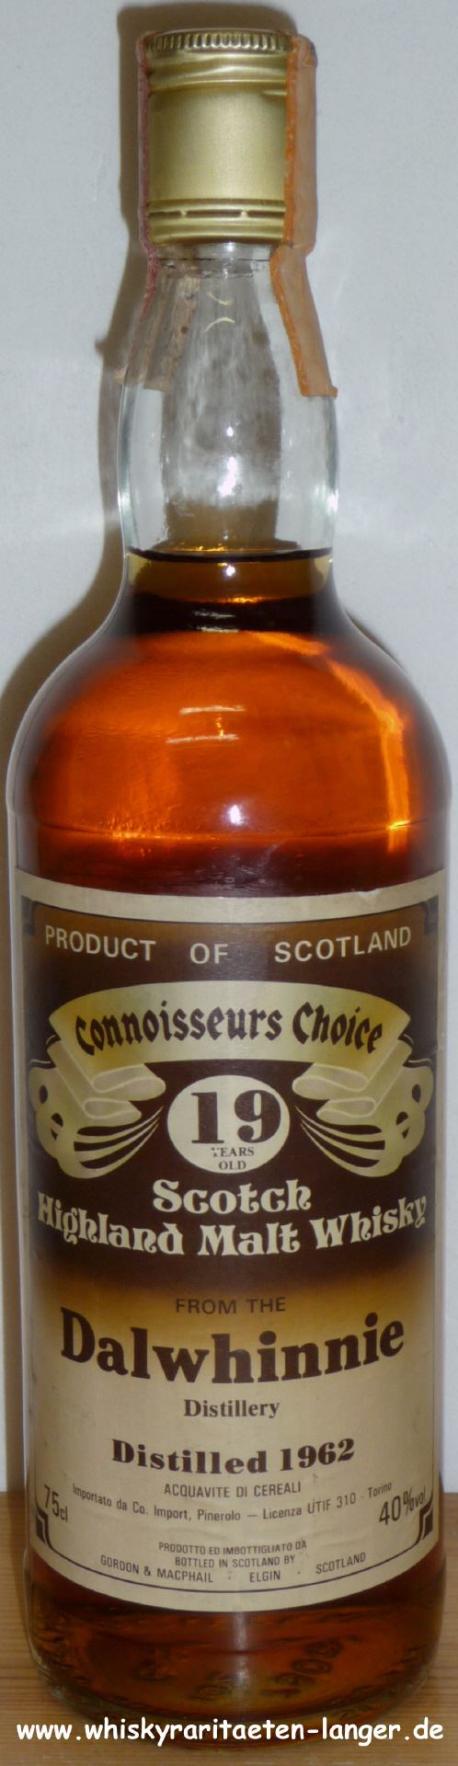 PRODUCT OF SCOTLAND
Connoisseurs Choice
19
YEARS
OLD
Scotch
Highland Malt Whisky
FROM THE
Dalwhinnie
Distillery
Distilled 1962
ACQUAVITE DI CEREALI
75cl
Importato da Co. Import, Pinerolo — Licenza UTIF 310 - Torino
40%vol
PRODOTTO ED IMBOTTIGLIATO DA
BOTTLED IN SCOTLAND BY
GORDON & MACPHAIL · ELGIN · SCOTLAND
www.whiskyraritaeten-langer.de